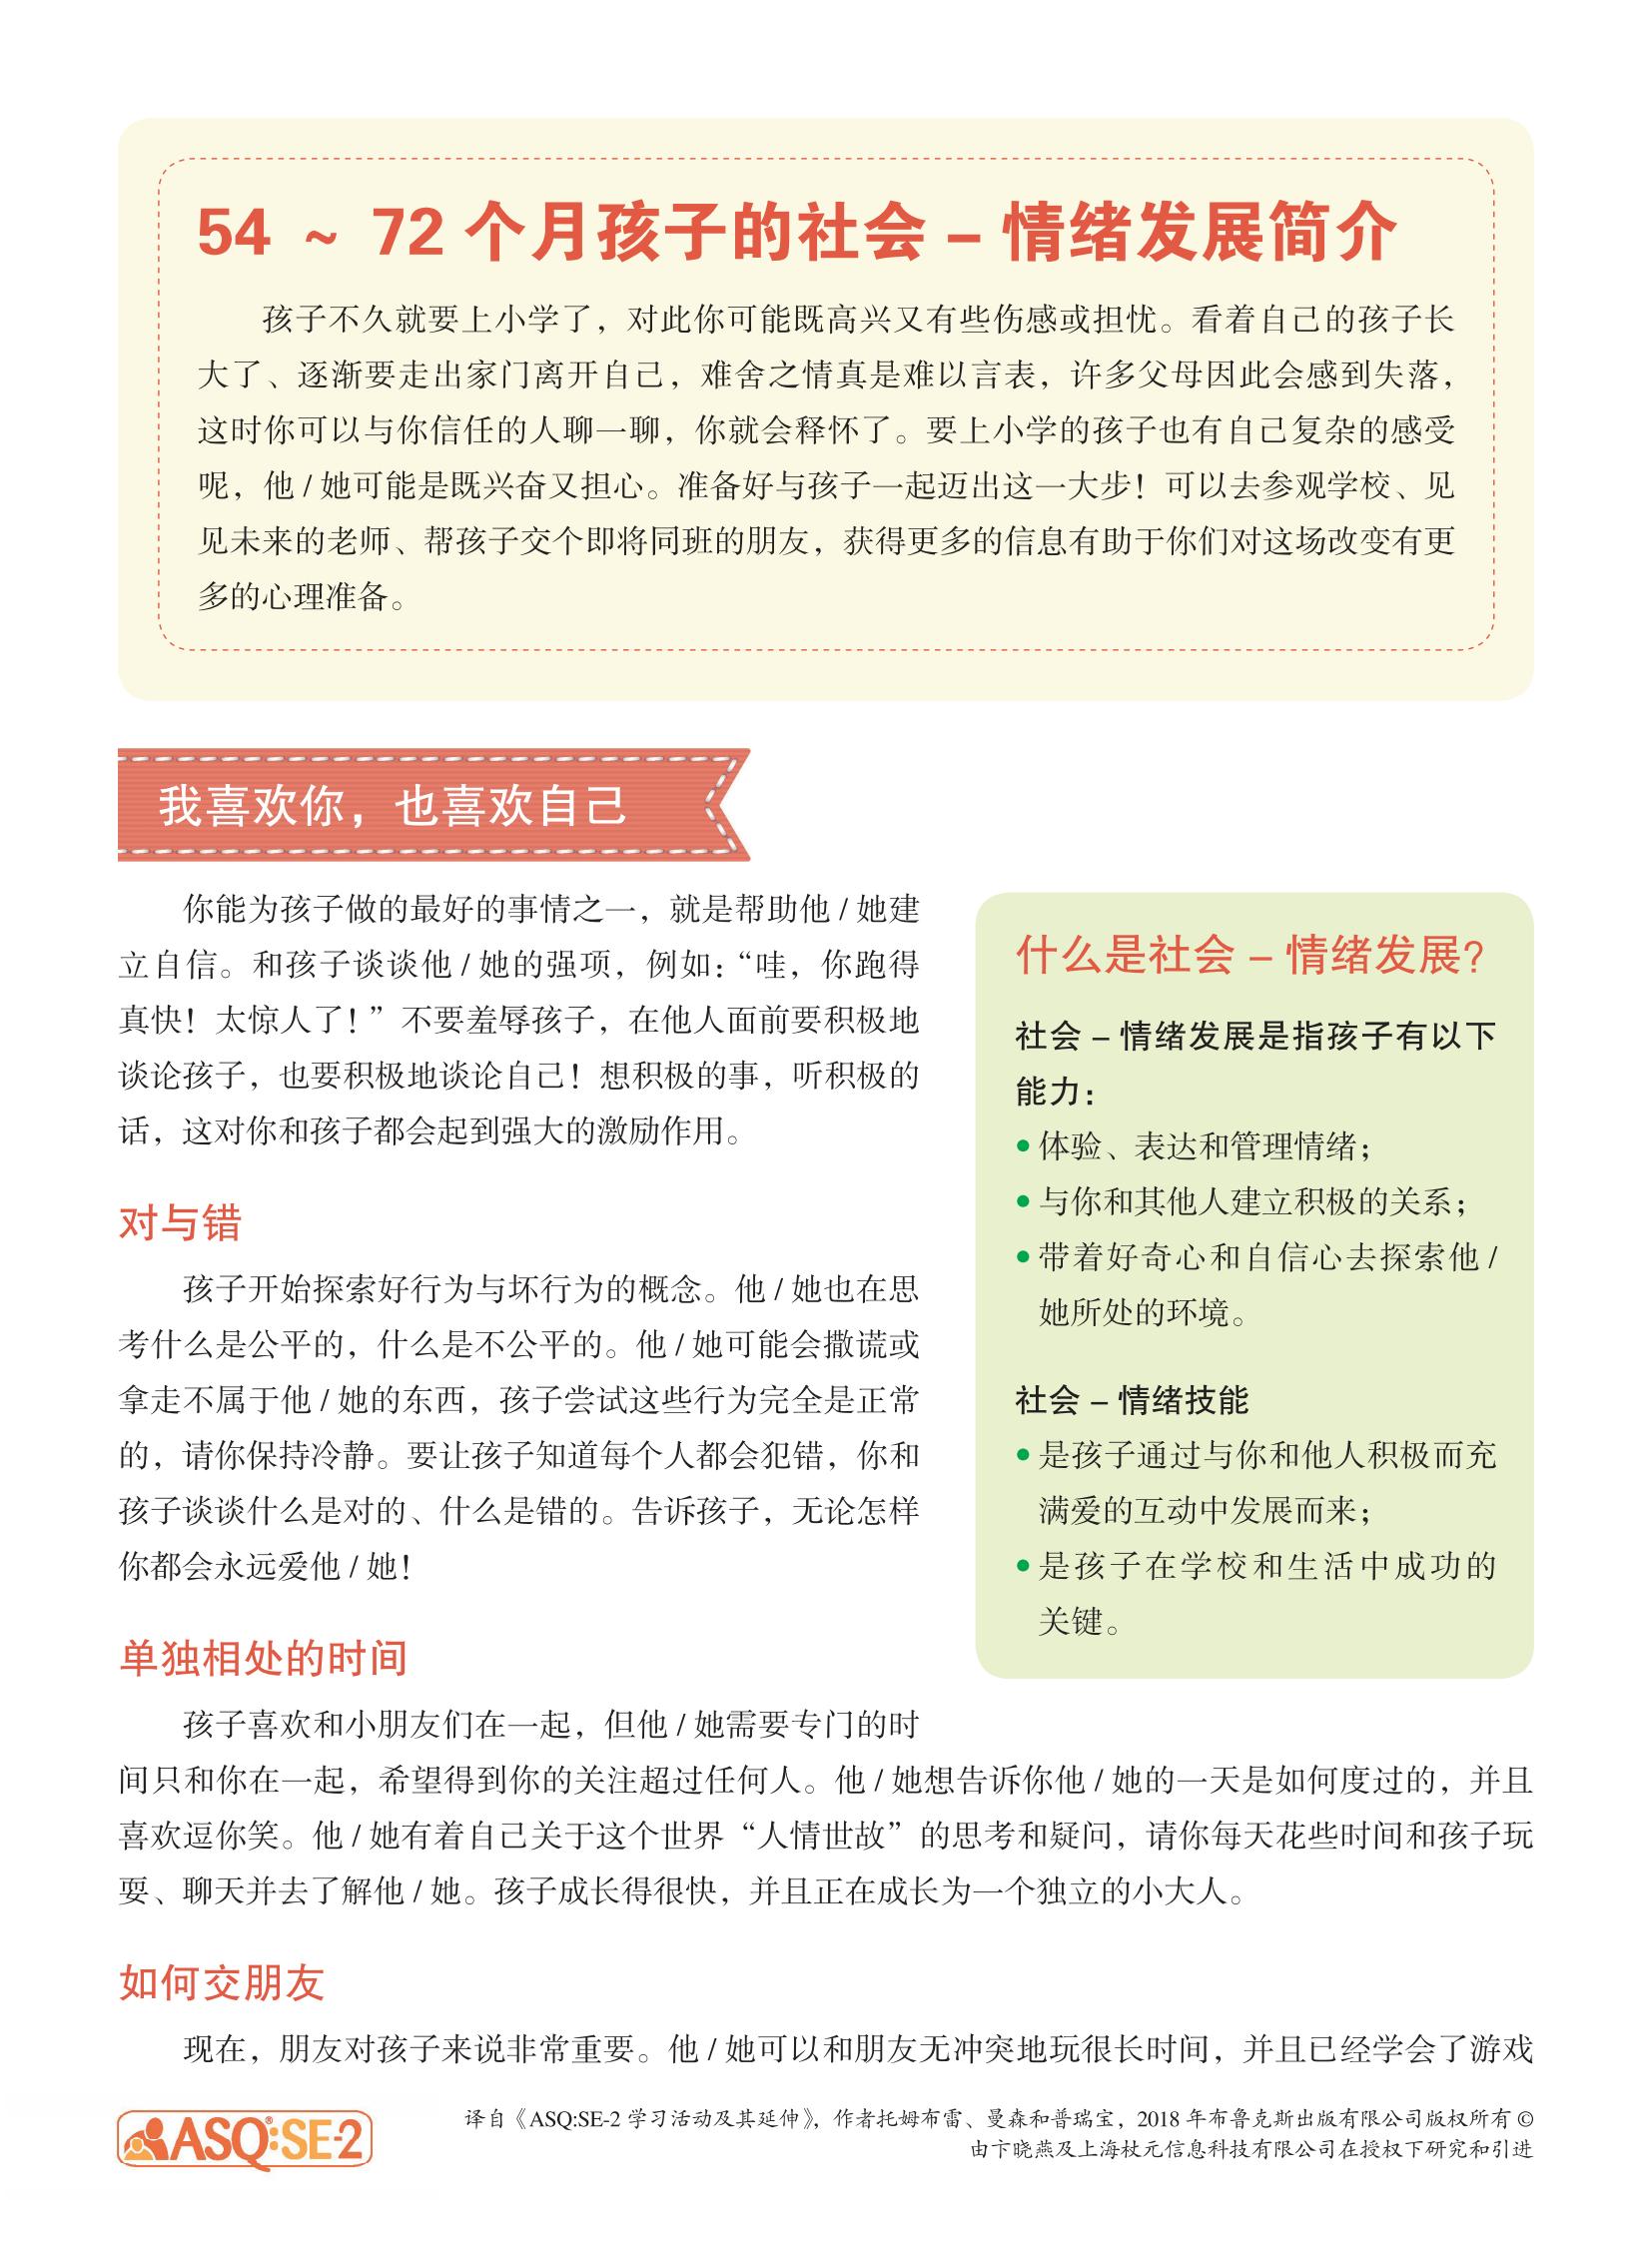 54 ~ 72 个月孩子的社会 – 情绪发展简介
孩子不久就要上小学了，对此你可能既高兴又有些伤感或担忧。看着自己的孩子长
大了、逐渐要走出家门离开自己，难舍之情真是难以言表，许多父母因此会感到失落，
这时你可以与你信任的人聊一聊，你就会释怀了。要上小学的孩子也有自己复杂的感受
呢，他 / 她可能是既兴奋又担心。准备好与孩子一起迈出这一大步！可以去参观学校、见
见未来的老师、帮孩子交个即将同班的朋友，获得更多的信息有助于你们对这场改变有更
多的心理准备。
我喜欢你，也喜欢自己
你能为孩子做的最好的事情之一，就是帮助他 / 她建
立自信。和孩子谈谈他 / 她的强项，例如：“哇，你跑得
真快！太惊人了！” 不要羞辱孩子，在他人面前要积极地
谈论孩子，也要积极地谈论自己！想积极的事，听积极的
话，这对你和孩子都会起到强大的激励作用。
对与错
孩子开始探索好行为与坏行为的概念。他 / 她也在思
考什么是公平的，什么是不公平的。他 / 她可能会撒谎或
拿走不属于他 / 她的东西，孩子尝试这些行为完全是正常
的，请你保持冷静。要让孩子知道每个人都会犯错，你和
孩子谈谈什么是对的、什么是错的。告诉孩子，无论怎样
你都会永远爱他 / 她！
什么是社会 – 情绪发展？
社会 – 情绪发展是指孩子有以下
能力：
• 体验、表达和管理情绪；
• 与你和其他人建立积极的关系；
• 带着好奇心和自信心去探索他 /
她所处的环境。
社会 – 情绪技能
• 是孩子通过与你和他人积极而充
满爱的互动中发展而来；
• 是孩子在学校和生活中成功的
关键。
单独相处的时间
孩子喜欢和小朋友们在一起，但他 / 她需要专门的时
间只和你在一起，希望得到你的关注超过任何人。他 / 她想告诉你他 / 她的一天是如何度过的，并且
喜欢逗你笑。他 / 她有着自己关于这个世界“人情世故”的思考和疑问，请你每天花些时间和孩子玩
耍、聊天并去了解他 / 她。孩子成长得很快，并且正在成长为一个独立的小大人。
如何交朋友
现在，朋友对孩子来说非常重要。他 / 她可以和朋友无冲突地玩很长时间，并且已经学会了游戏
ASQ®:SE-2
译自《ASQ:SE-2 学习活动及其延伸》，作者托姆布雷、曼森和普瑞宝，2018 年布鲁克斯出版有限公司版权所有 ©
由卞晓燕及上海杖元信息科技有限公司在授权下研究和引进